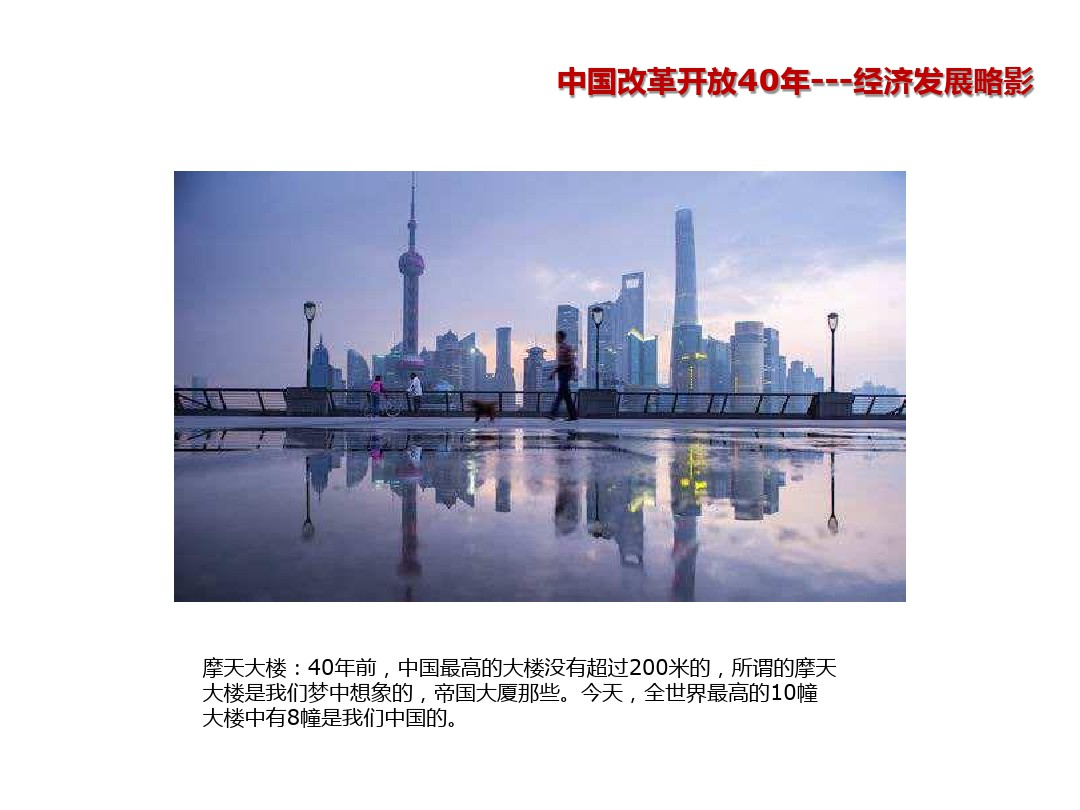 中国改革开放40年---经济发展略影
摩天大楼：40年前，中国最高的大楼没有超过200米的，所谓的摩天
大楼是我们梦中想象的，帝国大厦那些。今天，全世界最高的10幢
大楼中有8幢是我们中国的。